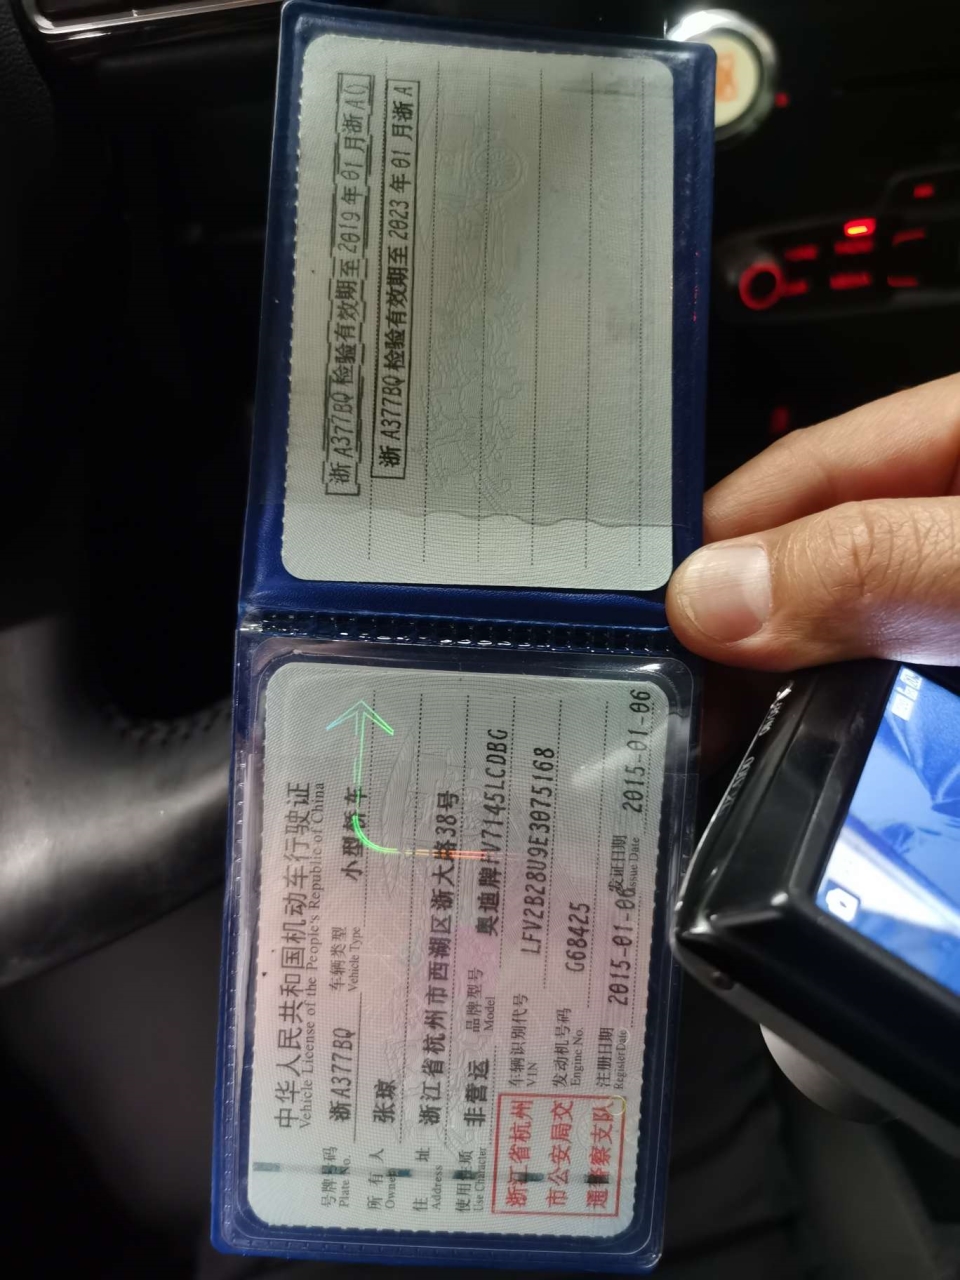 浙A377BQ检验有效期至2019年01月浙A()
浙A377BQ检验有效期至2023年01月浙A
中华人民共和国机动车行驶证
Vehicle License of the People's Republic of China
号牌号码 浙A377BQ 车辆类型 小型轿车
Plate No. Vehicle Type
所有人 张琼
Owner
住址 浙江省杭州市西湖区浙大路38号
Address
使用性质 非营运 品牌型号 奥迪牌FV7145LCDBG
Use Character Model
浙江省杭州
市公安局交
通警察支队
车辆识别代号 LFV2B28U9E3075168
VIN
发动机号码 G68425
Engine No.
注册日期 2015-01-06 发证日期 2015-01-06
Register Date Issue Date